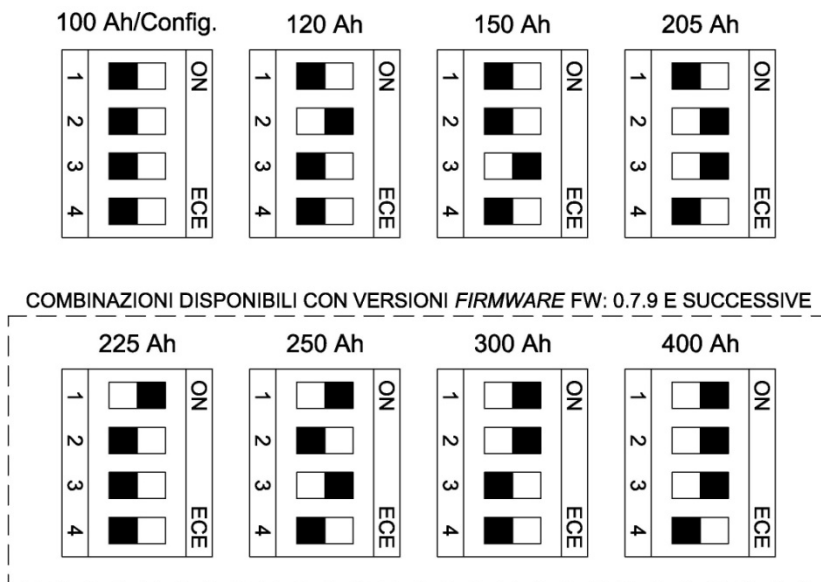 100 Ah/Config. 120 Ah 150 Ah 205 Ah
1 ON 1 ON 1 ON 1 ON
2 2 2 2
3 3 3 3
4 ECE 4 ECE 4 ECE 4 ECE
COMBINAZIONI DISPONIBILI CON VERSIONI FIRMWARE FW: 0.7.9 E SUCCESSIVE
225 Ah 250 Ah 300 Ah 400 Ah
1 ON 1 ON 1 ON 1 ON
2 2 2 2
3 3 3 3
4 ECE 4 ECE 4 ECE 4 ECE